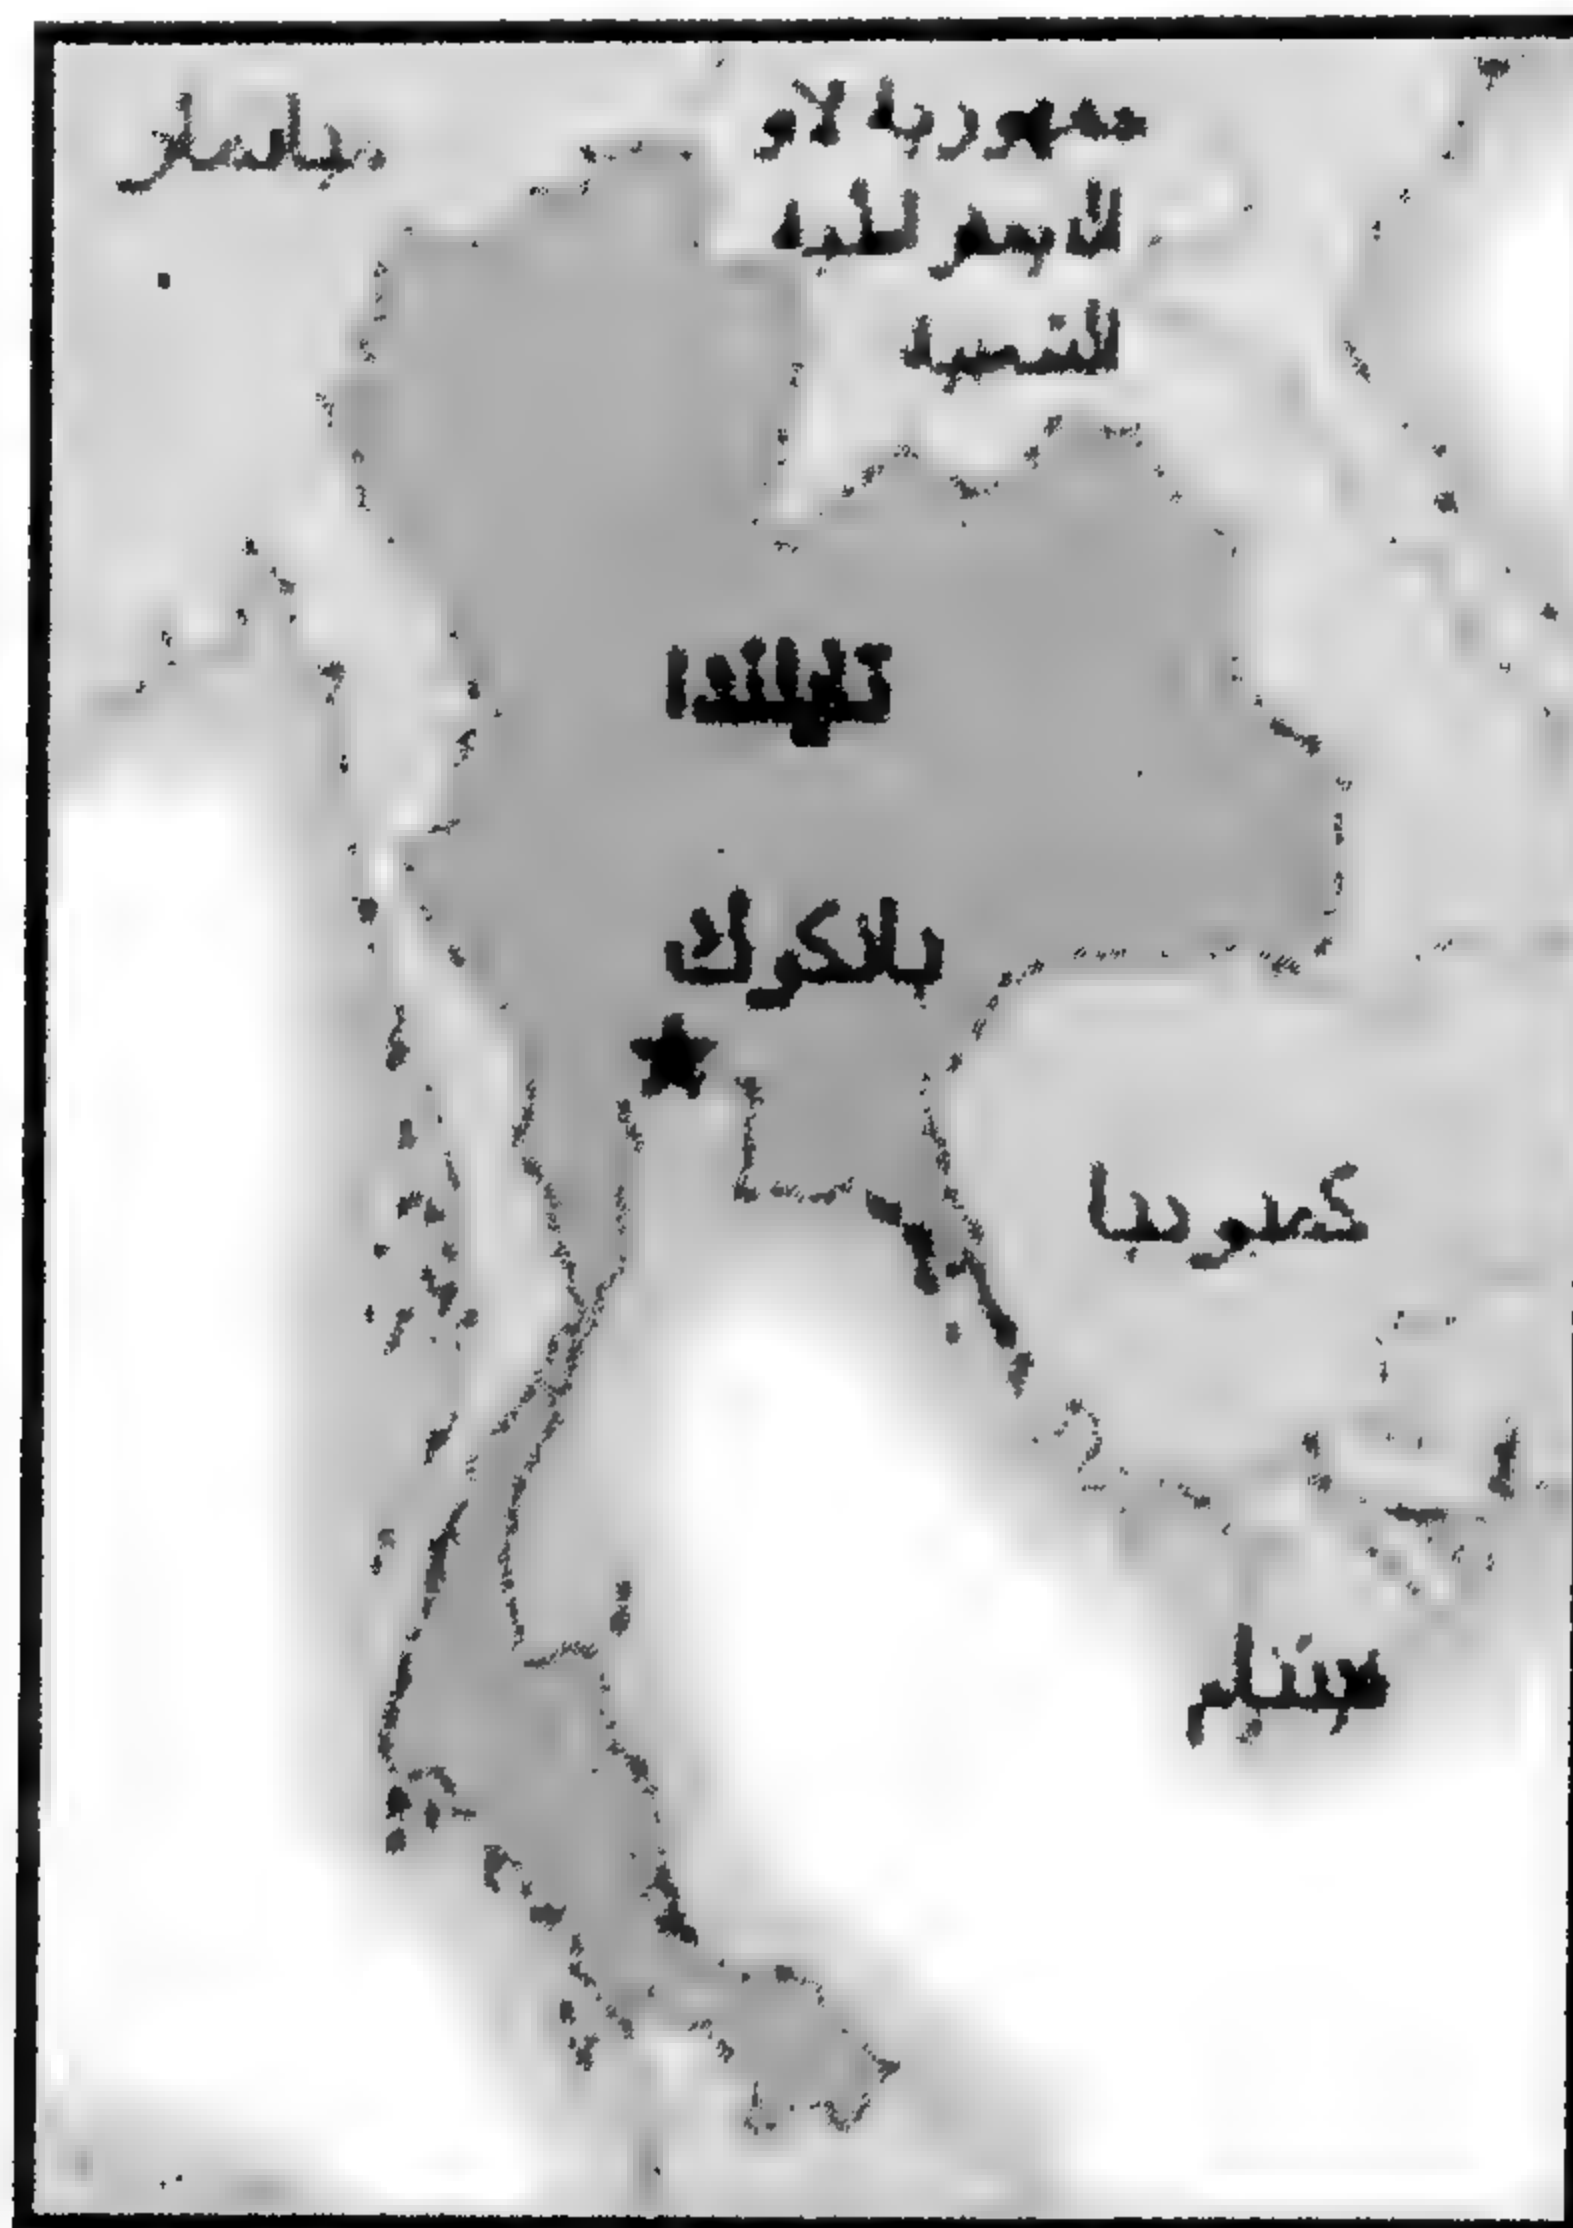 ميانمار
جمهورية لاو
الديمقراطية
الشعبية
تايلندا
بانكوك
كمبوديا
فيتنام